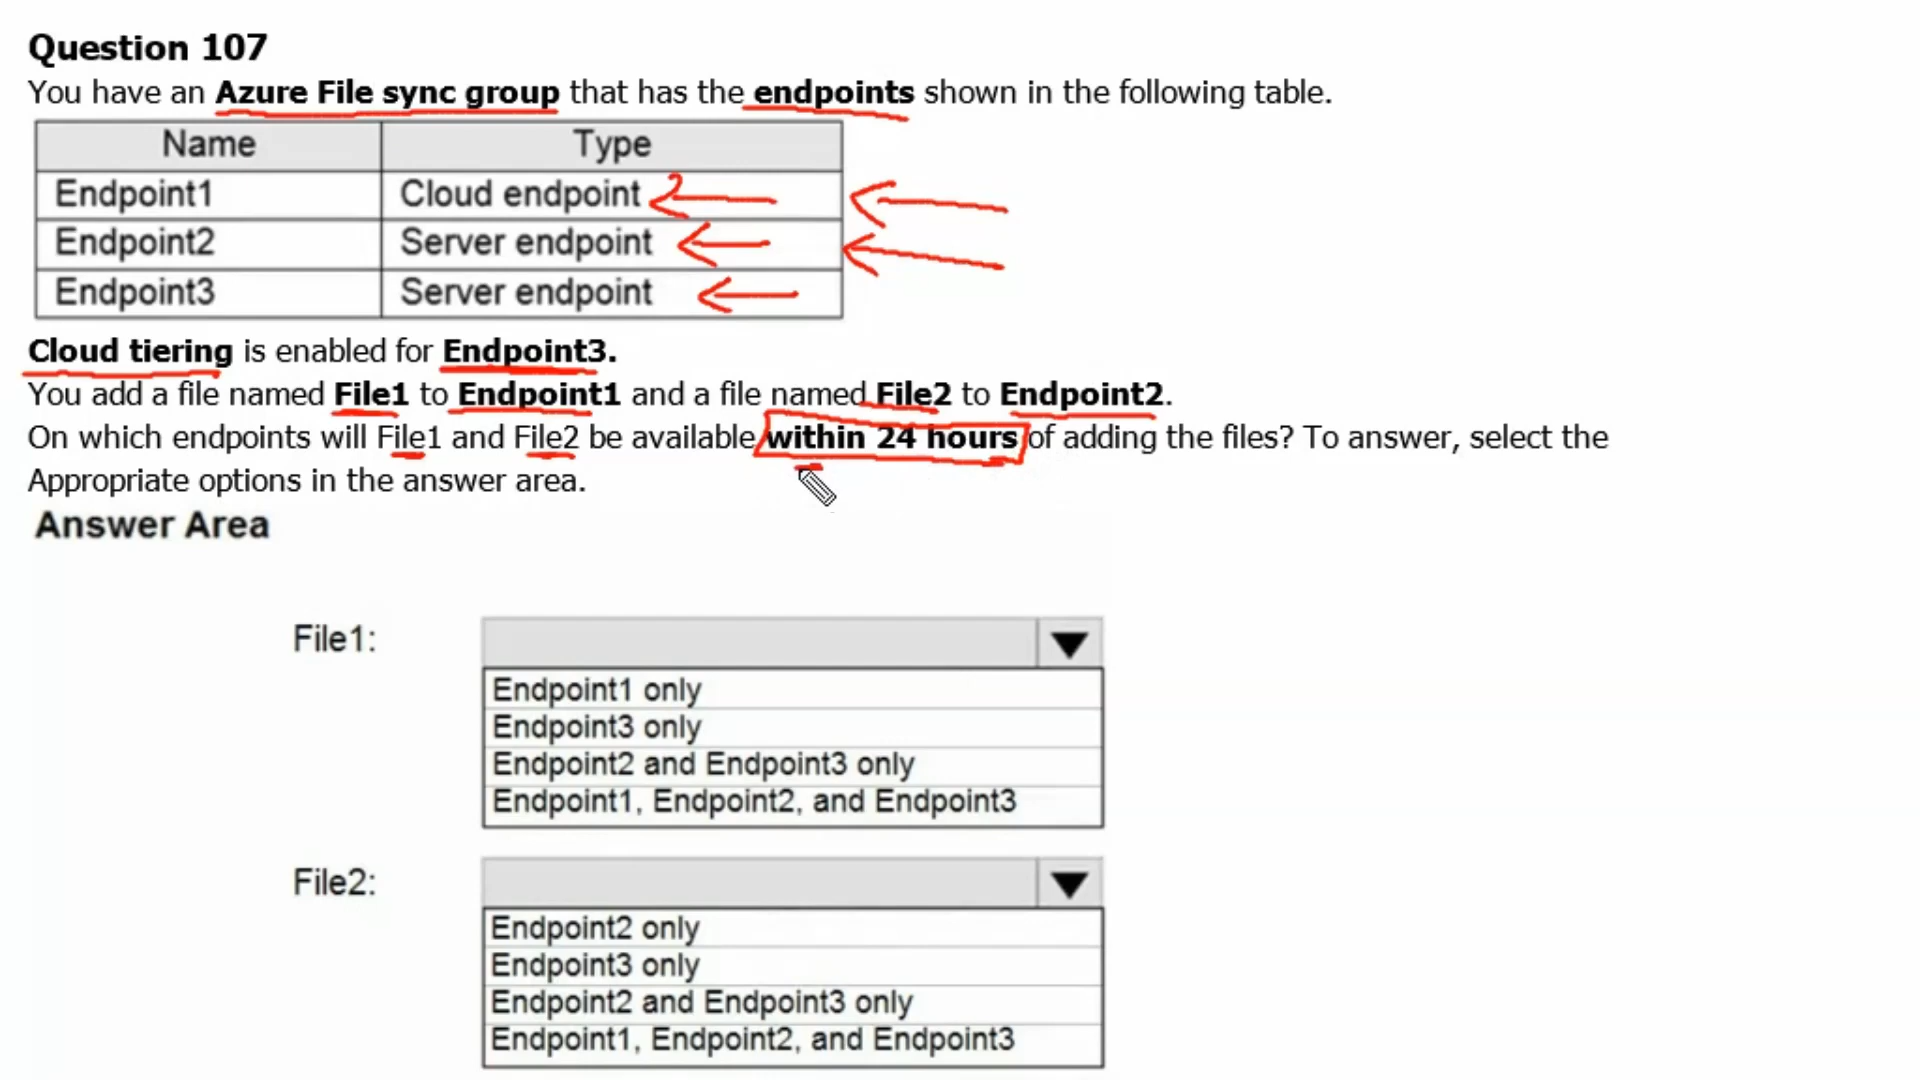 Question 107
You have an Azure File sync group that has the endpoints shown in the following table.
Name Type
Endpoint1 Cloud endpoint
Endpoint2 Server endpoint
Endpoint3 Server endpoint
Cloud tiering is enabled for Endpoint3.
You add a file named File1 to Endpoint1 and a file named File2 to Endpoint2.
On which endpoints will File1 and File2 be available within 24 hours of adding the files? To answer, select the
Appropriate options in the answer area.
Answer Area
File1:
Endpoint1 only
Endpoint3 only
Endpoint2 and Endpoint3 only
Endpoint1, Endpoint2, and Endpoint3
File2:
Endpoint2 only
Endpoint3 only
Endpoint2 and Endpoint3 only
Endpoint1, Endpoint2, and Endpoint3